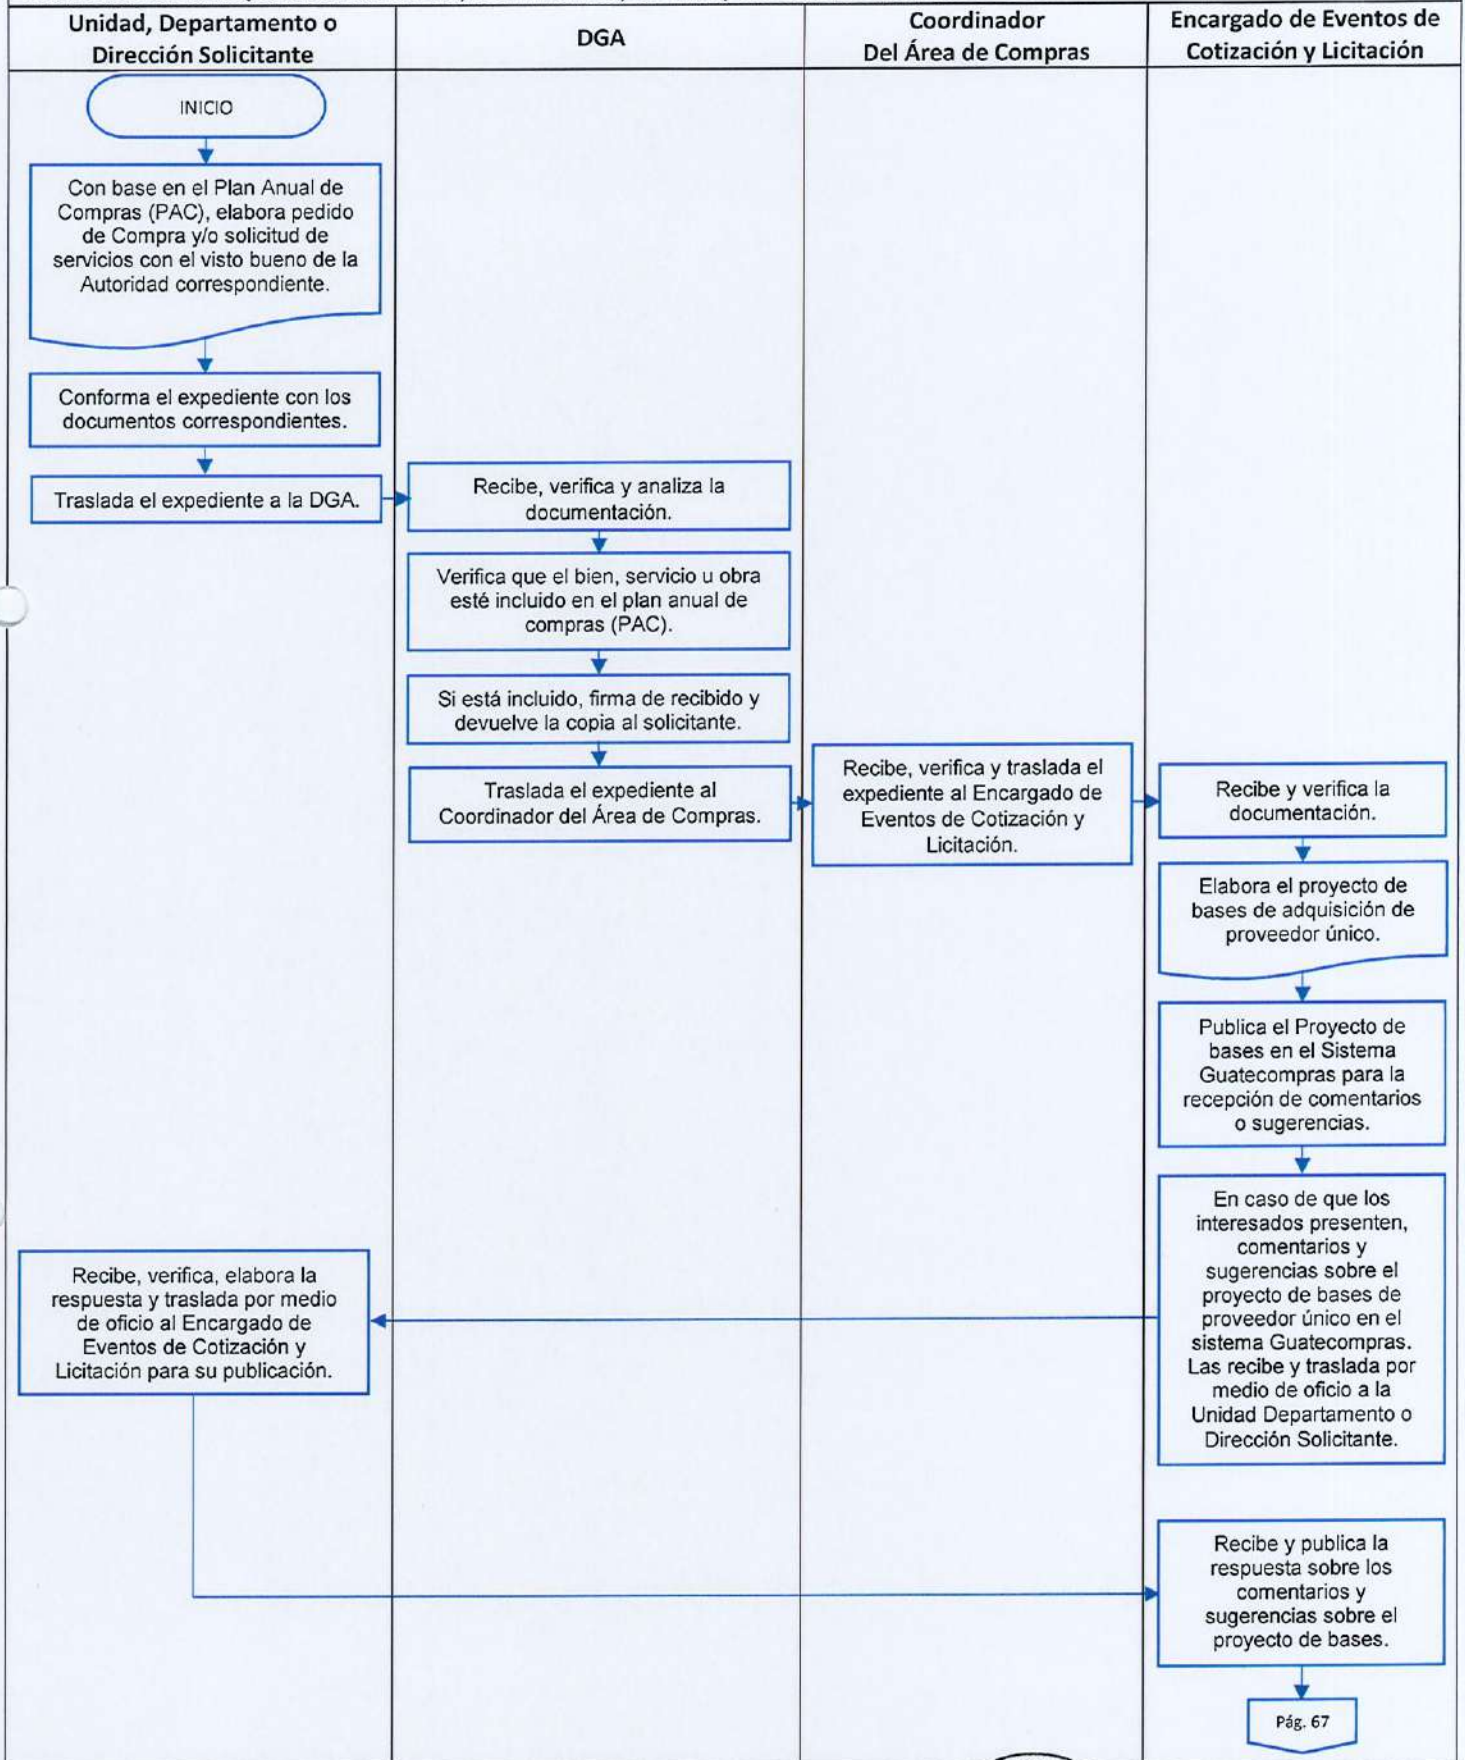 Unidad, Departamento o
Dirección Solicitante
DGA
Coordinador
Del Área de Compras
Encargado de Eventos de
Cotización y Licitación
INICIO
Con base en el Plan Anual de
Compras (PAC), elabora pedido
de Compra y/o solicitud de
servicios con el visto bueno de la
Autoridad correspondiente.
Conforma el expediente con los
documentos correspondientes.
Traslada el expediente a la DGA.
Recibe, verifica y analiza la
documentación.
Verifica que el bien, servicio u obra
esté incluido en el plan anual de
compras (PAC).
Si está incluido, firma de recibido y
devuelve la copia al solicitante.
Traslada el expediente al
Coordinador del Área de Compras.
Recibe, verifica y traslada el
expediente al Encargado de
Eventos de Cotización y
Licitación.
Recibe y verifica la
documentación.
Elabora el proyecto de
bases de adquisición de
proveedor único.
Publica el Proyecto de
bases en el Sistema
Guatecompras para la
recepción de comentarios
o sugerencias.
En caso de que los
interesados presenten,
comentarios y
sugerencias sobre el
proyecto de bases de
proveedor único en el
sistema Guatecompras.
Las recibe y traslada por
medio de oficio a la
Unidad Departamento o
Dirección Solicitante.
Recibe, verifica, elabora la
respuesta y traslada por medio
de oficio al Encargado de
Eventos de Cotización y
Licitación para su publicación.
Recibe y publica la
respuesta sobre los
comentarios y
sugerencias sobre el
proyecto de bases.
Pág. 67